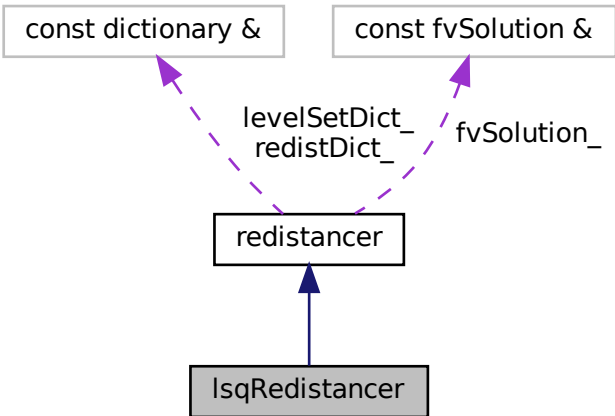 const dictionary &
const fvSolution &
levelSetDict_
redistDict_
fvSolution_
redistancer
lsqRedistancer